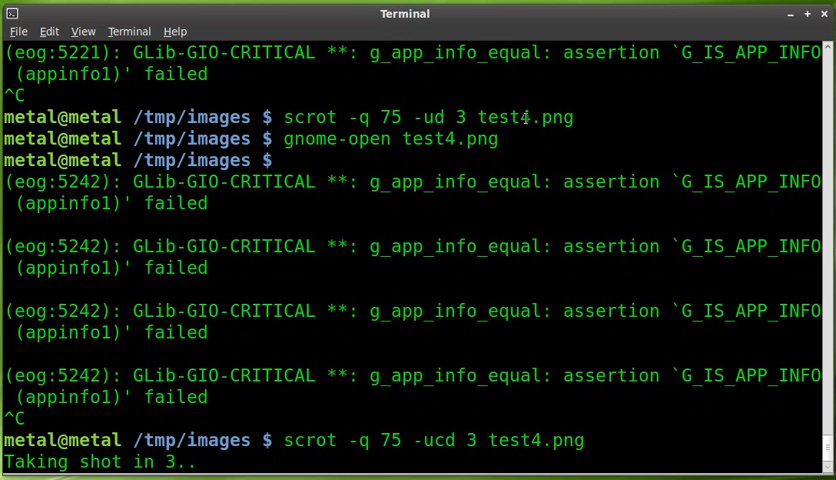 Terminal
File Edit View Terminal Help
(eog:5221): GLib-GIO-CRITICAL **: g_app_info_equal: assertion `G_IS_APP_INFO
(appinfo1)' failed
^C
metal@metal /tmp/images $ scrot -q 75 -ud 3 test4.png
metal@metal /tmp/images $ gnome-open test4.png
metal@metal /tmp/images $
(eog:5242): GLib-GIO-CRITICAL **: g_app_info_equal: assertion `G_IS_APP_INFO
(appinfo1)' failed
(eog:5242): GLib-GIO-CRITICAL **: g_app_info_equal: assertion `G_IS_APP_INFO
(appinfo1)' failed
(eog:5242): GLib-GIO-CRITICAL **: g_app_info_equal: assertion `G_IS_APP_INFO
(appinfo1)' failed
(eog:5242): GLib-GIO-CRITICAL **: g_app_info_equal: assertion `G_IS_APP_INFO
(appinfo1)' failed
^C
metal@metal /tmp/images $ scrot -q 75 -ucd 3 test4.png
Taking shot in 3..